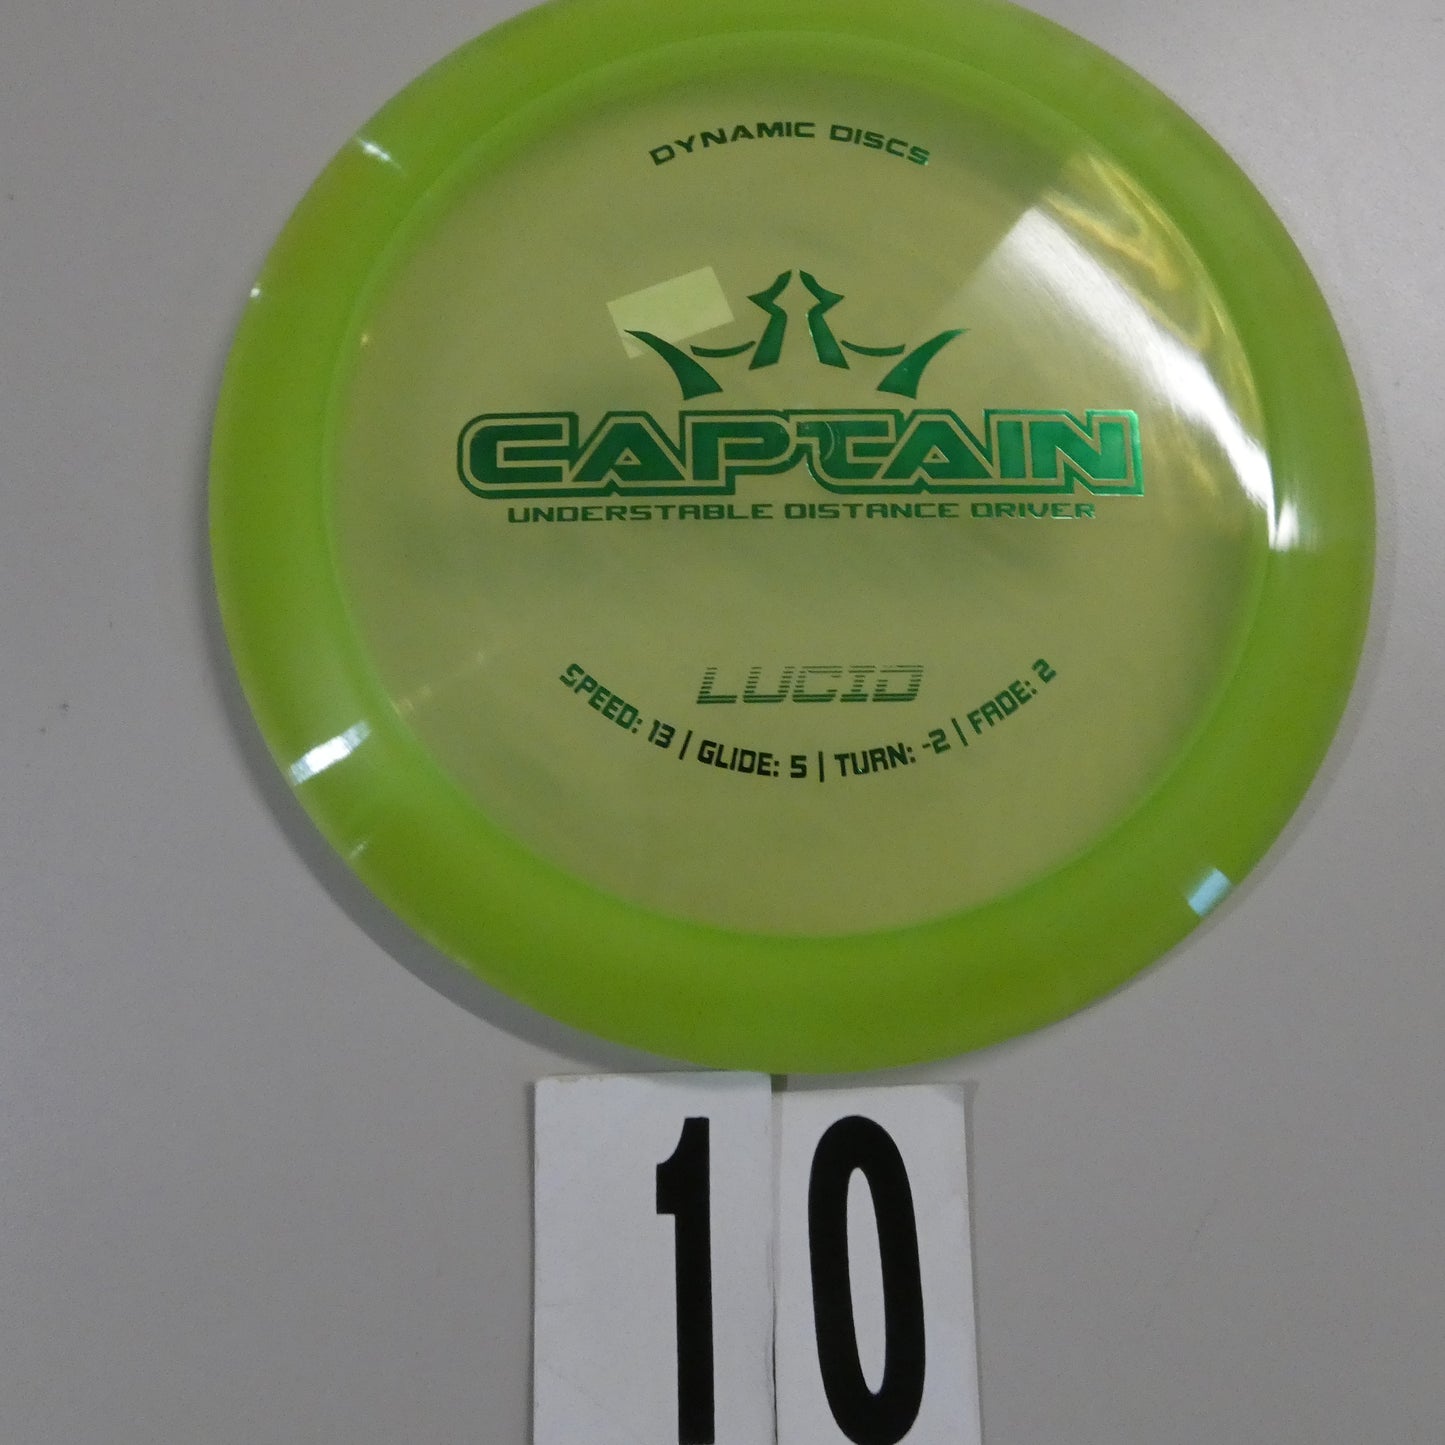 DYNAMIC DISCS
CAPTAIN
UNDERSTABLE DISTANCE DRIVER
LUCID
SPEED: 13 | GLIDE: 5 | TURN: -2 | FADE: 2
10